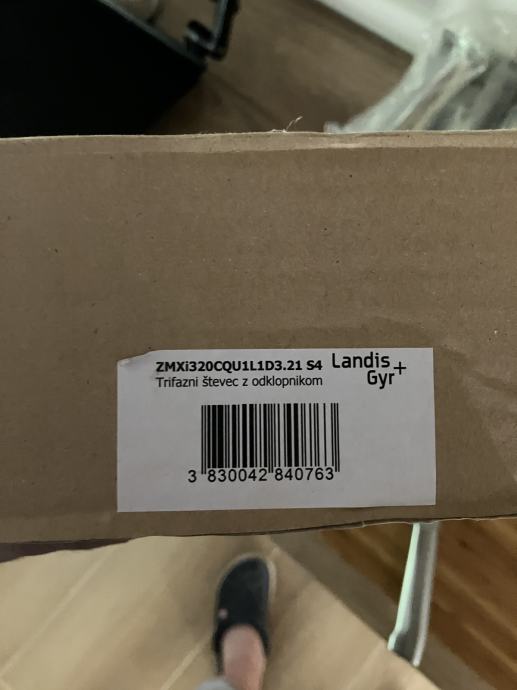 ZMXi320CQU1L1D3.21 S4
Trifazni števec z odklopnikom
Landis
Gyr+
3 830042 840763